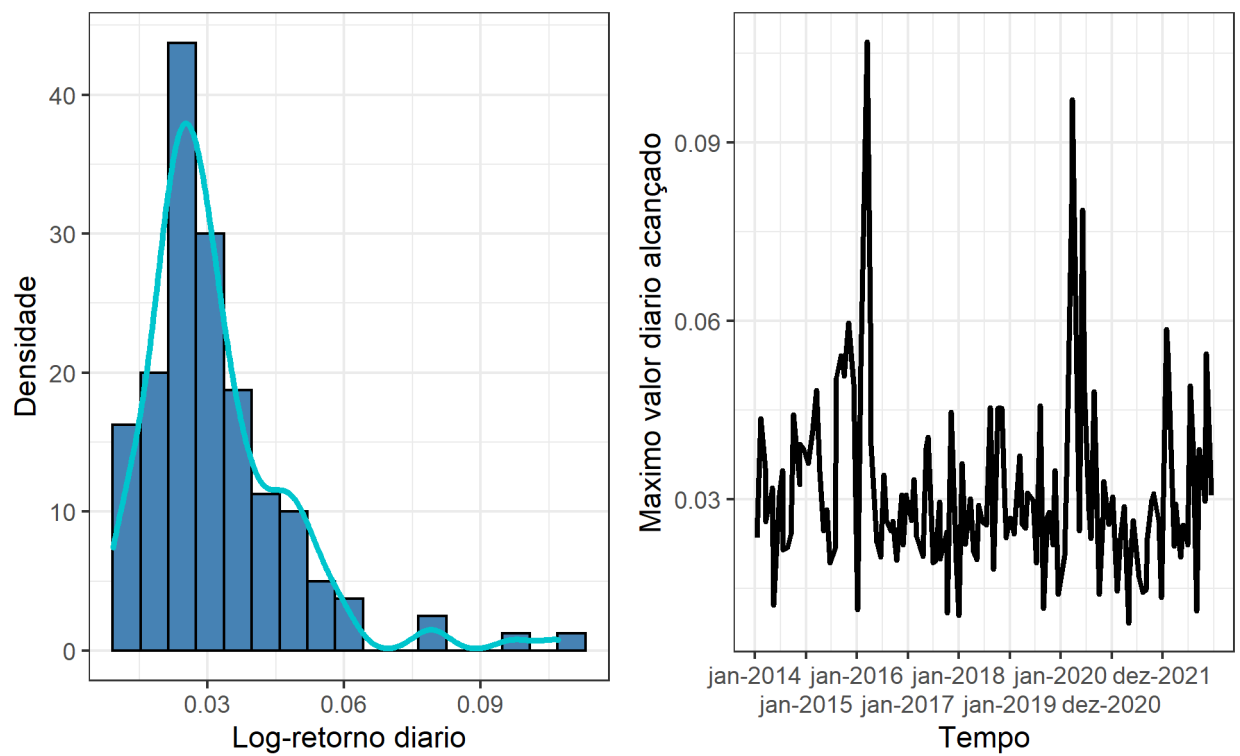 Densidade
40
30
20
10
0
0.03 0.06 0.09
Log-retorno diario
Maximo valor diario alcançado
0.09
0.06
0.03
jan-2014 jan-2016 jan-2018 jan-2020 dez-2021
jan-2015 jan-2017 jan-2019 dez-2020
Tempo